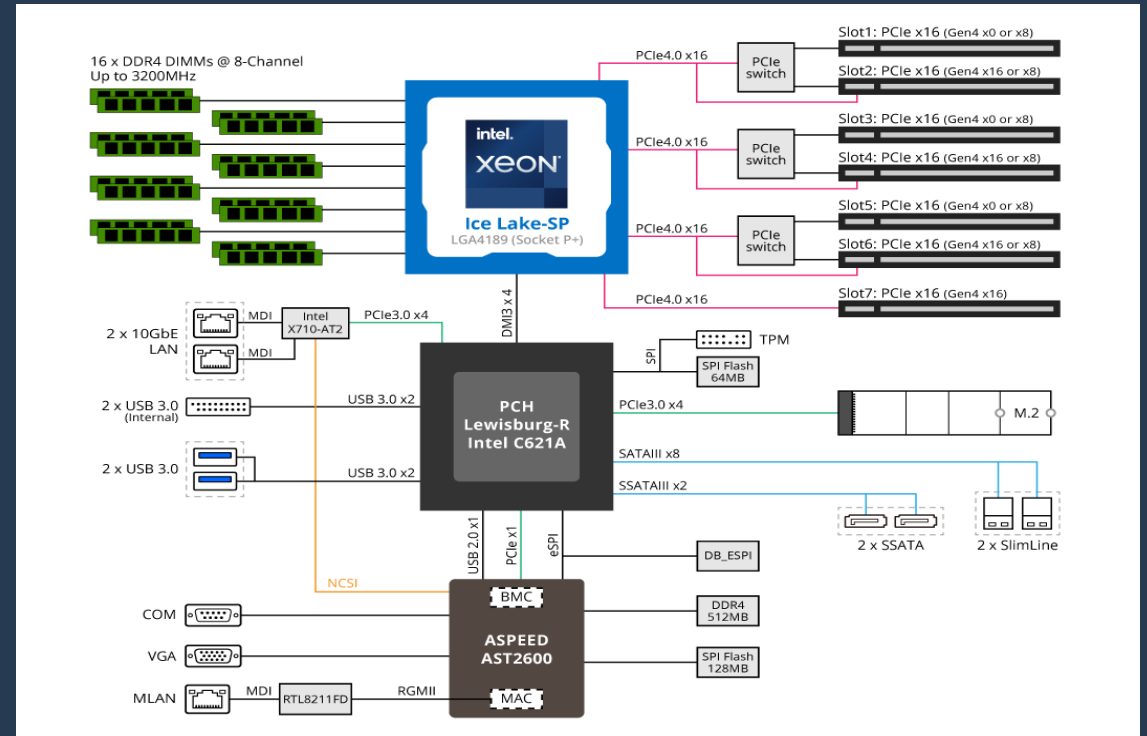 16 x DDR4 DIMMs @ 8-Channel
Up to 3200MHz
intel.
XEON
Ice Lake-SP
LGA4189 (Socket P+)
PCIe4.0 x16
PCIe
switch
Slot1: PCIe x16 (Gen4 x0 or x8)
Slot2: PCIe x16 (Gen4 x16 or x8)
PCIe4.0 x16
PCIe
switch
Slot3: PCIe x16 (Gen4 x0 or x8)
Slot4: PCIe x16 (Gen4 x16 or x8)
PCIe4.0 x16
PCIe
switch
Slot5: PCIe x16 (Gen4 x0 or x8)
Slot6: PCIe x16 (Gen4 x16 or x8)
PCIe4.0 x16
Slot7: PCIe x16 (Gen4 x16)
DMI3 x 4
2 x 10GbE
LAN
MDI
MDI
Intel
X710-AT2
PCIe3.0 x4
SPI
TPM
SPI Flash
64MB
2 x USB 3.0
(Internal)
USB 3.0 x2
PCH
Lewisburg-R
Intel C621A
PCIe3.0 x4
M.2
2 x USB 3.0
USB 3.0 x2
SATAIII x8
SSATAIII x2
2 x SSATA
2 x SlimLine
USB 2.0 x1
PCIe x1
eSPI
DB_ESPI
NCSI
BMC
COM
DDR4
512MB
ASPEED
AST2600
VGA
SPI Flash
128MB
MLAN
MDI
RTL8211FD
RGMII
MAC